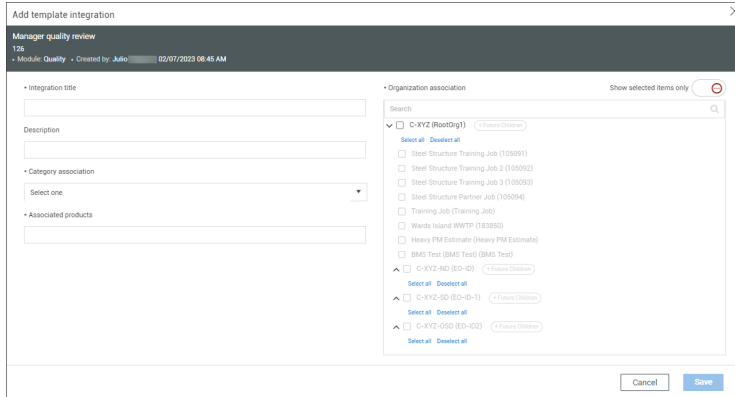 Add template integration
Manager quality review
126
• Module: Quality • Created by: Julio 02/07/2023 08:45 AM
• Integration title
Description
• Category association
Select one
• Associated products
• Organization association
Show selected items only
Search
C-XYZ (RootOrg1) + Future Children
Select all Deselect all
Steel Structure Training Job (105091)
Steel Structure Training Job 2 (105092)
Steel Structure Training Job 3 (105093)
Steel Structure Partner Job (105094)
Training Job (Training Job)
Wards Island WWTP (183850)
Heavy PM Estimate (Heavy PM Estimate)
BMS Test (BMS Test) (BMS Test)
C-XYZ-ND (EO-ID) + Future Children
Select all Deselect all
C-XYZ-SD (EO-ID-1) + Future Children
Select all Deselect all
C-XYZ-OSD (EO-ID2) + Future Children
Select all Deselect all
Cancel
Save